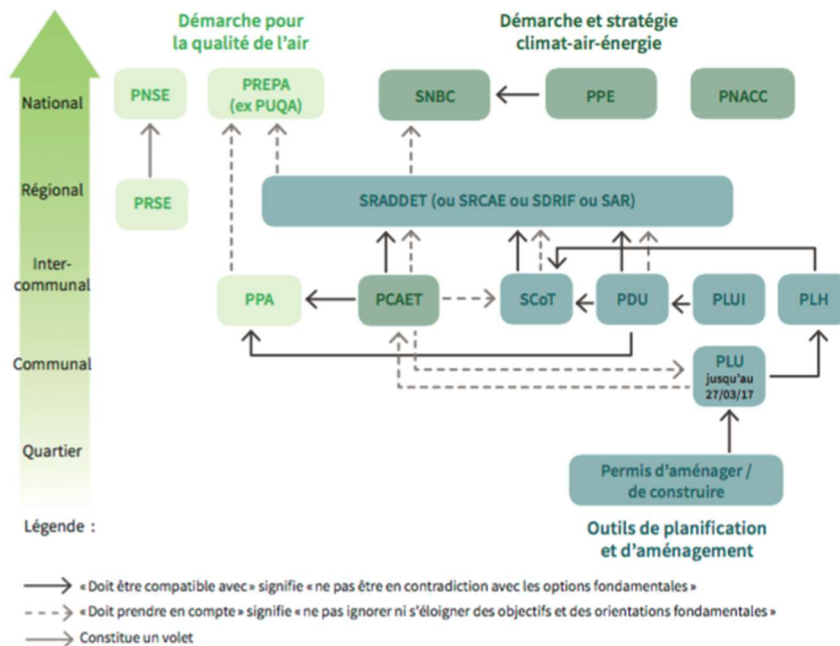 Démarche pour
la qualité de l'air
Démarche et stratégie
climat-air-énergie
National
PNSE
PREPA
(ex PUQA)
SNBC
PPE
PNACC
Régional
PRSE
SRADDET (ou SRCAE ou SDRIF ou SAR)
Inter-
communal
PPA
PCAET
SCoT
PDU
PLUI
PLH
Communal
PLU
jusqu'au
27/03/17
Quartier
Permis d'aménager /
de construire
Légende :
Outils de planification
et d'aménagement
« Doit être compatible avec » signifie « ne pas être en contradiction avec les options fondamentales »
« Doit prendre en compte » signifie « ne pas ignorer ni s'éloigner des objectifs et des orientations fondamentales »
Constitue un volet